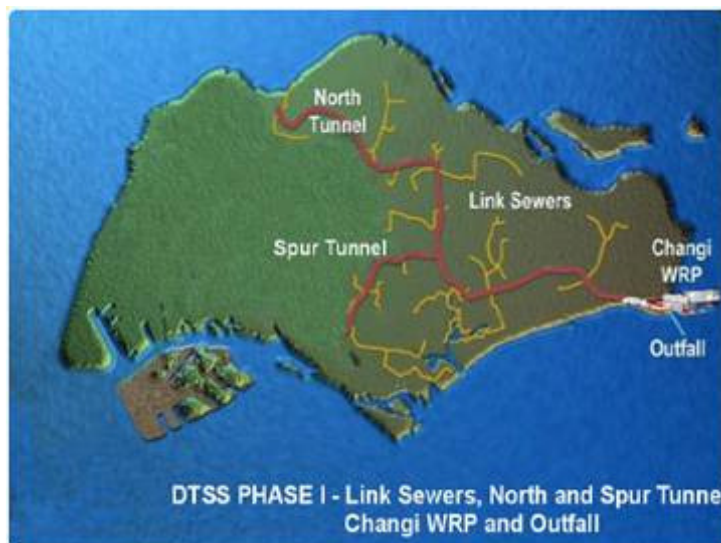 North
Tunnel
Link Sewers
Spur Tunnel
Changi
WRP
Outfall
DTSS PHASE I - Link Sewers, North and Spur Tunne
Changi WRP and Outfall